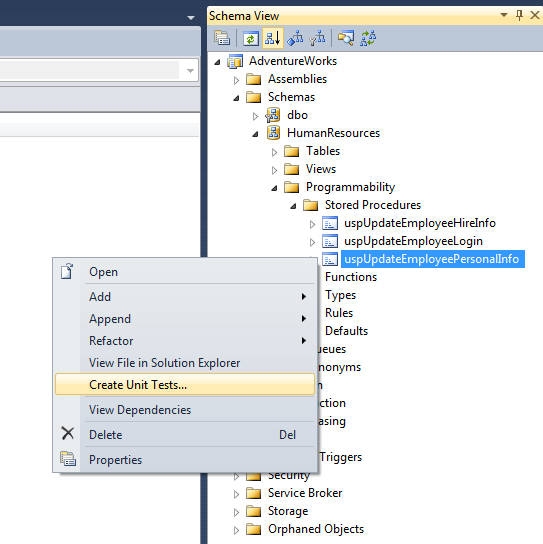 Schema View
AdventureWorks
Assemblies
Schemas
dbo
HumanResources
Tables
Views
Programmability
Stored Procedures
uspUpdateEmployeeHireInfo
uspUpdateEmployeeLogin
uspUpdateEmployeePersonalInfo
Functions
Types
Rules
Defaults
ueues
onyms
n
ction
asing
Triggers
Security
Service Broker
Storage
Orphaned Objects
Open
Add
Append
Refactor
View File in Solution Explorer
Create Unit Tests...
View Dependencies
Delete Del
Properties